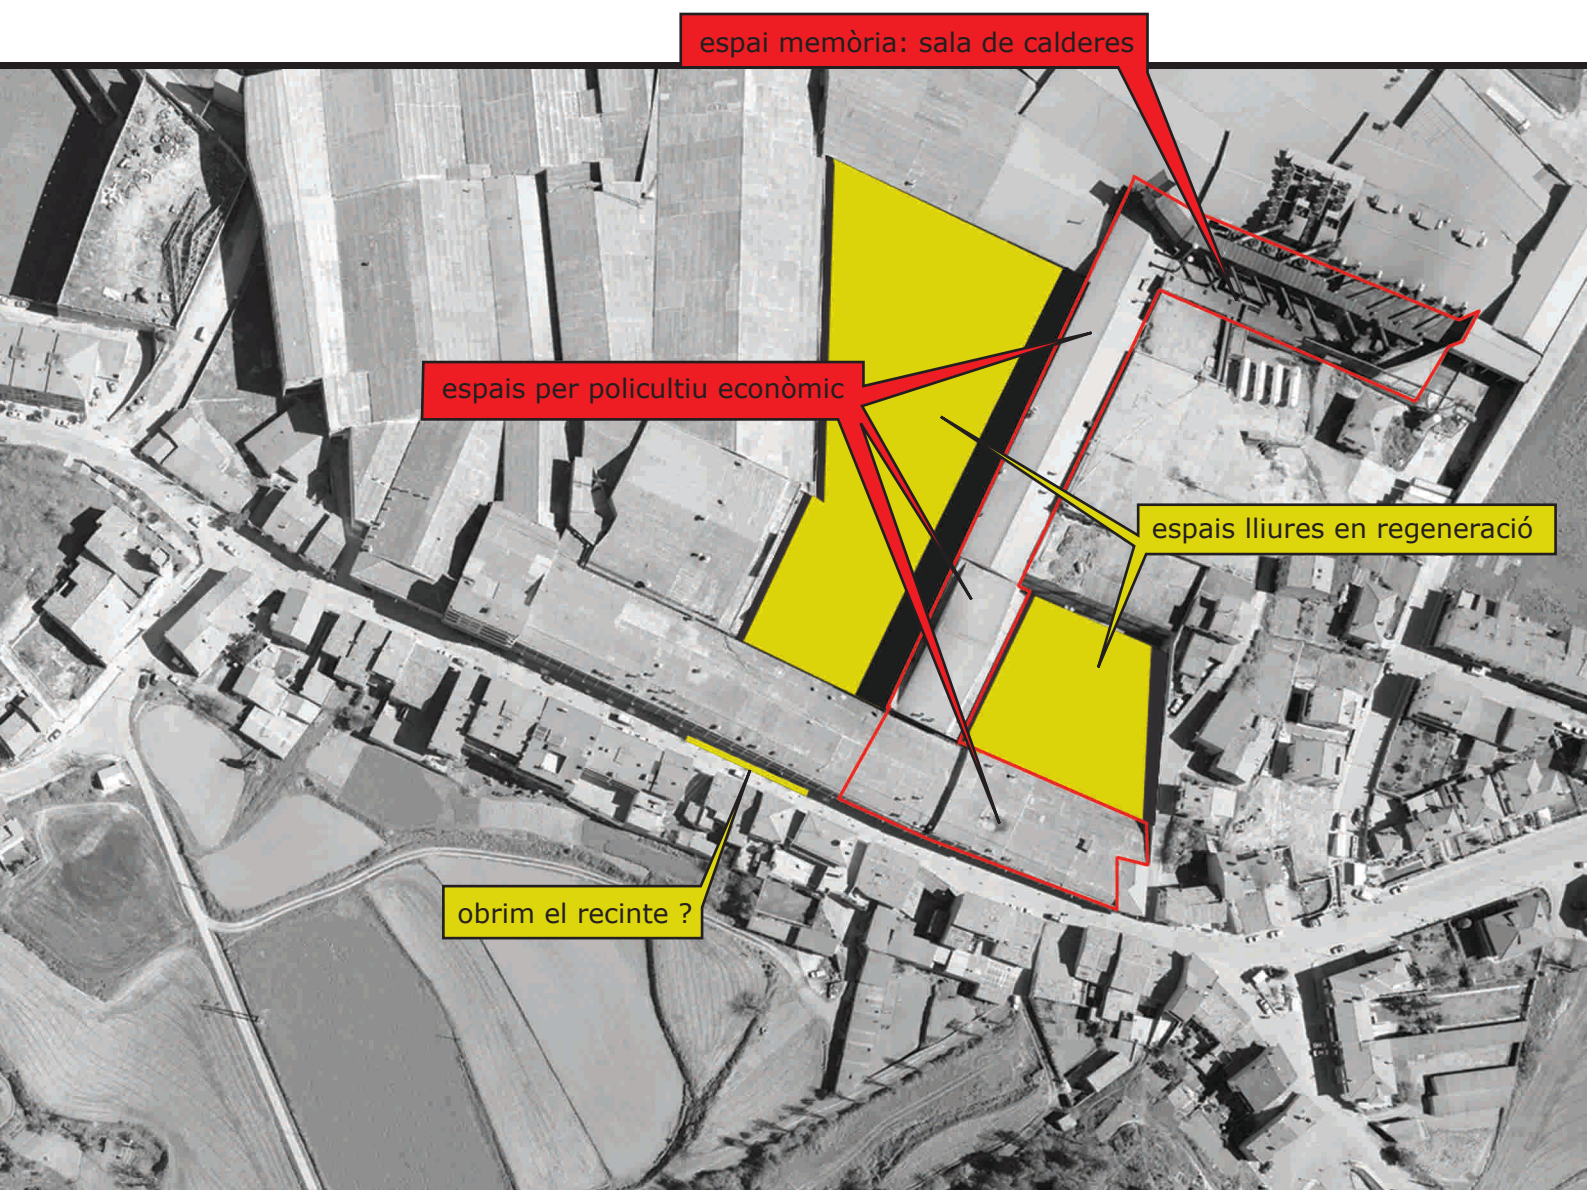 espai memòria: sala de calderes
espais per policultiu econòmic
espais lliures en regeneració
obrim el recinte ?